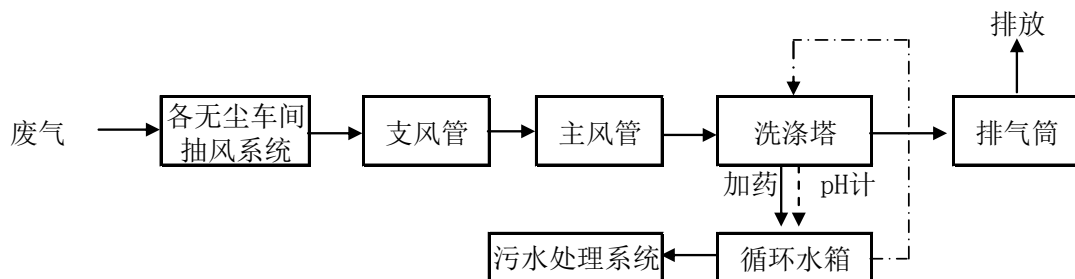 排放
废气
各无尘车间
抽风系统
支风管
主风管
洗涤塔
排气筒
加药
pH计
污水处理系统
循环水箱